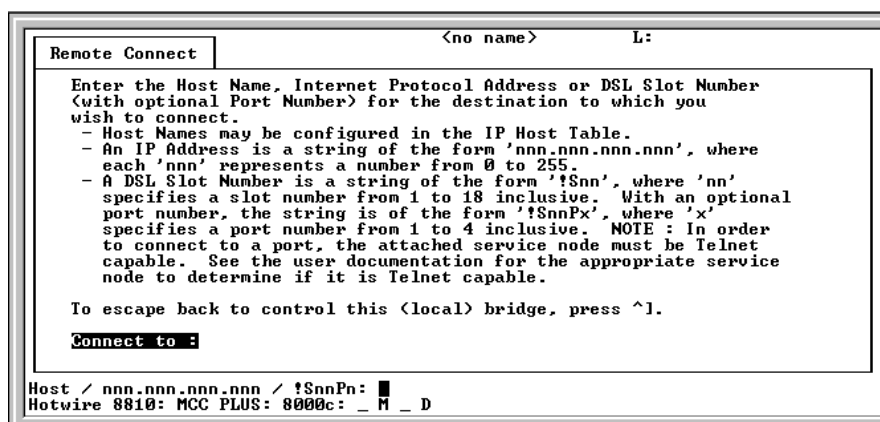 <no name> L:
Remote Connect
Enter the Host Name, Internet Protocol Address or DSL Slot Number
(with optional Port Number) for the destination to which you
wish to connect.
- Host Names may be configured in the IP Host Table.
- An IP Address is a string of the form 'nnn.nnn.nnn.nnn', where
each 'nnn' represents a number from 0 to 255.
- A DSL Slot Number is a string of the form '!Snn', where 'nn'
specifies a slot number from 1 to 18 inclusive. With an optional
port number, the string is of the form '!SnnPx', where 'x'
specifies a port number from 1 to 4 inclusive. NOTE : In order
to connect to a port, the attached service node must be Telnet
capable. See the user documentation for the appropriate service
node to determine if it is Telnet capable.
To escape back to control this (local) bridge, press ^].
Connect to :
Host / nnn.nnn.nnn.nnn / !SnnPn:
Hotwire 8810: MCC PLUS: 8000c: _ M _ D